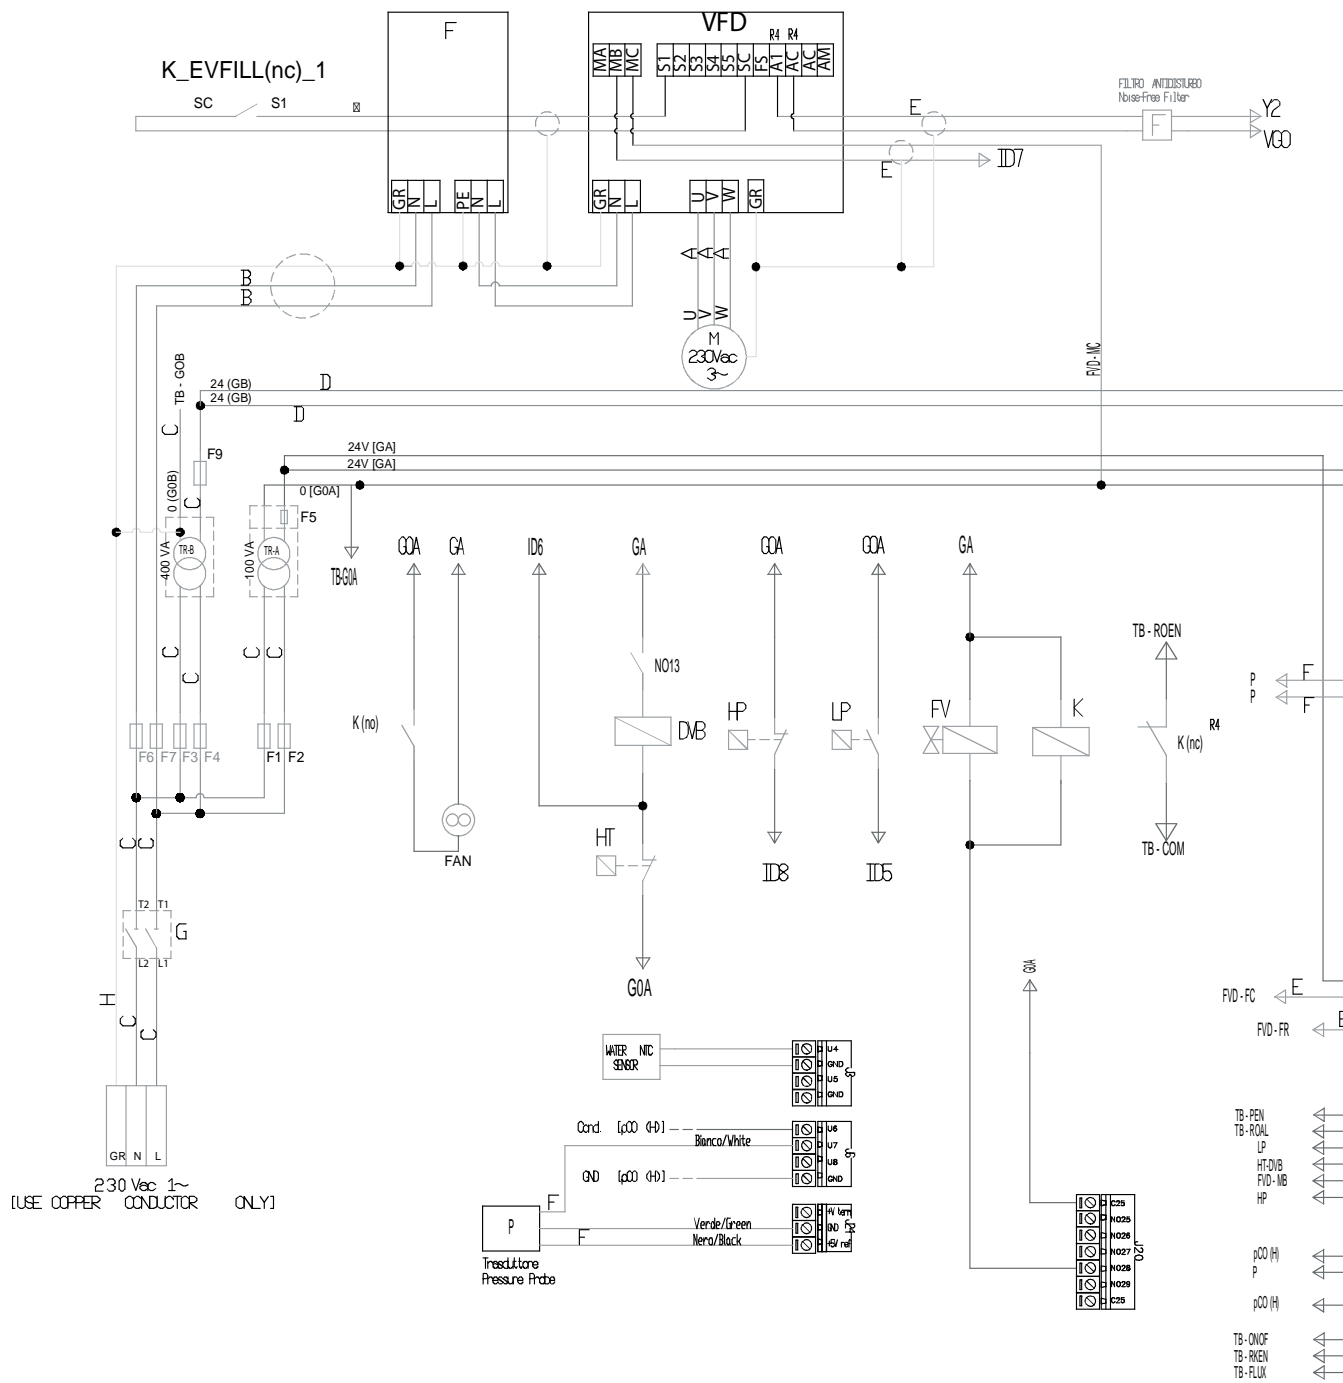 F
VFD
K_EVFILL(nc)_1
SC
S1
MA
MB
MC
S1
S2
S3
S4
S5
SC
FS
A1
AC
AC
AM
R4
R4
FILTRO ANTIDISTURBO
Noise-Free Filter
F
E
E
Y2
VG0
ID7
GR
N
L
PE
N
L
GR
N
L
U
V
W
GR
A
A
A
B
B
U
V
W
M
230Vac
3~
FVD - MC
TB - GOB
24 (GB)
D
24 (GB)
D
C
F9
0 (G0B)
C
24V [GA]
24V [GA]
0 [G0A]
F5
TR-B
400 VA
TR-A
100 VA
TB-G0A
G0A
GA
ID6
GA
G0A
G0A
GA
C
C
C
C
NO13
K (no)
DVB
HP
LP
FV
K
TB - ROEN
K (nc)
R4
TB - COM
P
P
F
F
F6
F7
F3
F4
F1
F2
C
C
FAN
HT
ID8
ID5
T2
T1
G
L2
L1
H
C
C
G0A
G0A
FVD - FC
E
FVD - FR
WATER NTC
SENSOR
U4
GND
U5
GND
Cond. [pCO (H)]
Bianco/White
GND [pCO (H)]
U6
U7
U8
GND
GR
N
L
230 Vac 1~
[USE COPPER CONDUCTOR ONLY]
P
F
F
Trasduttore
Pressure Probe
Verde/Green
Nero/Black
+V term
GND
+5V ref
C25
NO25
NO26
NO27
NO28
NO29
C25
J20
TB - PEN
TB - ROAL
LP
HT-DVB
FVD - MB
HP
pCO (H)
P
pCO (H)
TB - ONOF
TB - RKEN
TB - FLUX